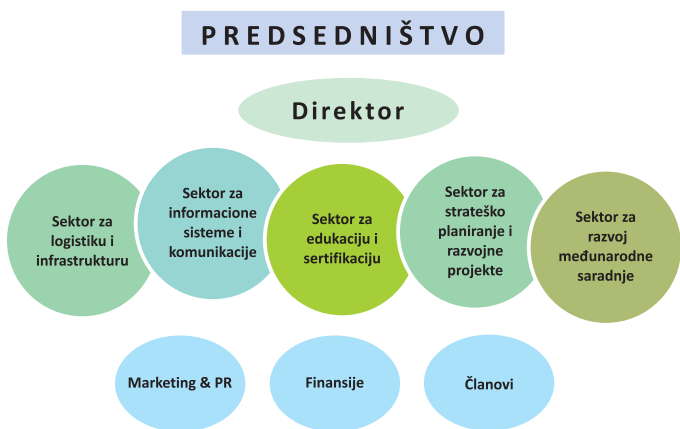 PREDSEDNIŠTVO
Direktor
Sektor za
logistiku i
infrastrukturu
Sektor za
informacione
sisteme i
komunikacije
Sektor za
edukaciju i
sertifikaciju
Sektor za
strateško
planiranje i
razvojne
projekte
Sektor za
razvoj
međunarodne
saradnje
Marketing & PR
Finansije
Članovi